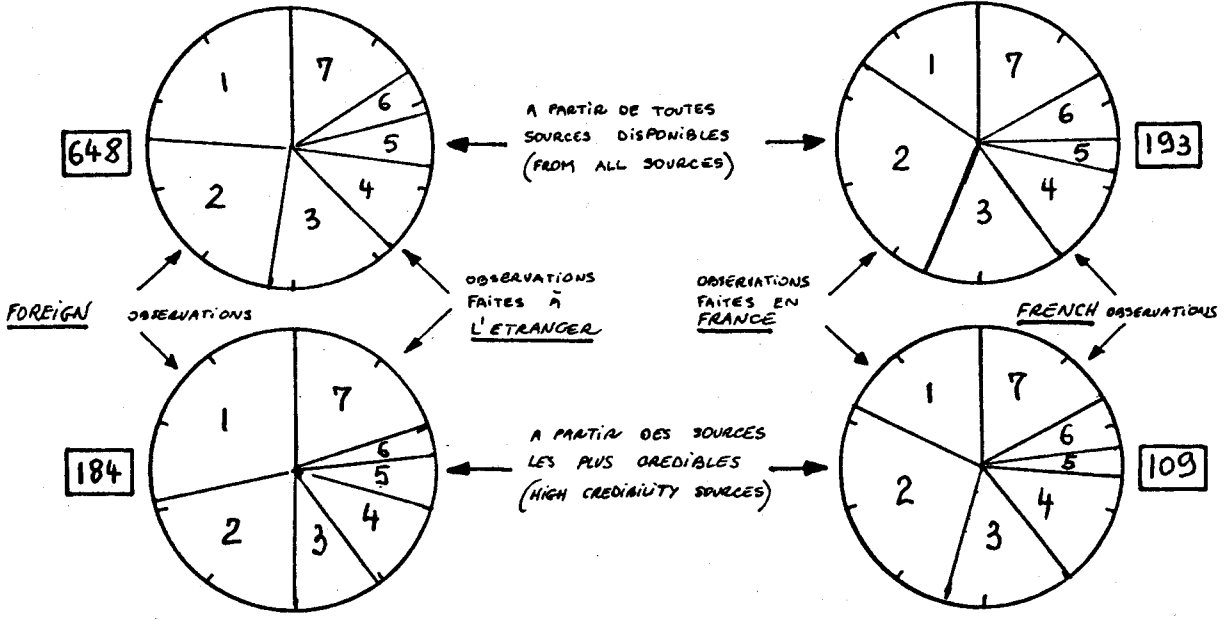 1 7 6 5 4 3 2
648
A PARTIR DE TOUTES
SOURCES DISPONIBLES
(FROM ALL SOURCES)
1 7 6 5 4 3 2
193
FOREIGN OBSERVATIONS
OBSERVATIONS
FAITES À
L'ETRANGER
OBSERVATIONS
FAITES EN
FRANCE
FRENCH OBSERVATIONS
1 7 6 5 4 3 2
184
A PARTIR DES SOURCES
LES PLUS CREDIBLES
(HIGH CREDIBILITY SOURCES)
1 7 6 5 4 3 2
109